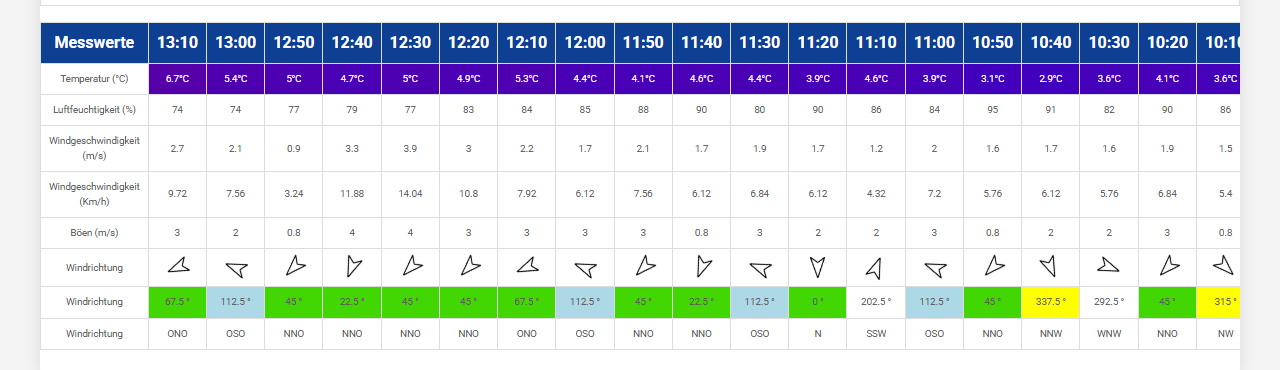 Messwerte 13:10 13:00 12:50 12:40 12:30 12:20 12:10 12:00 11:50 11:40 11:30 11:20 11:10 11:00 10:50 10:40 10:30 10:20 10:10
Temperatur (°C) 6.7°C 5.4°C 5°C 4.7°C 5°C 4.9°C 5.3°C 4.4°C 4.1°C 4.6°C 4.4°C 3.9°C 4.6°C 3.9°C 3.1°C 2.9°C 3.6°C 4.1°C 3.6°C
Luftfeuchtigkeit (%) 74 74 77 79 77 83 84 85 88 90 80 90 86 84 95 91 82 90 86
Windgeschwindigkeit
(m/s) 2.7 2.1 0.9 3.3 3.9 3 2.2 1.7 2.1 1.7 1.9 1.7 1.2 2 1.6 1.7 1.6 1.9 1.5
Windgeschwindigkeit
(Km/h) 9.72 7.56 3.24 11.88 14.04 10.8 7.92 6.12 7.56 6.12 6.84 6.12 4.32 7.2 5.76 6.12 5.76 6.84 5.4
Böen (m/s) 3 2 0.8 4 4 3 3 3 3 0.8 3 2 2 3 0.8 2 2 3 0.8
Windrichtung
Windrichtung 67.5 ° 112.5 ° 45 ° 22.5 ° 45 ° 45 ° 67.5 ° 112.5 ° 45 ° 22.5 ° 112.5 ° 0 ° 202.5 ° 112.5 ° 45 ° 337.5 ° 292.5 ° 45 ° 315 °
Windrichtung ONO OSO NNO NNO NNO NNO ONO OSO NNO NNO OSO N SSW OSO NNO NNW WNW NNO NW